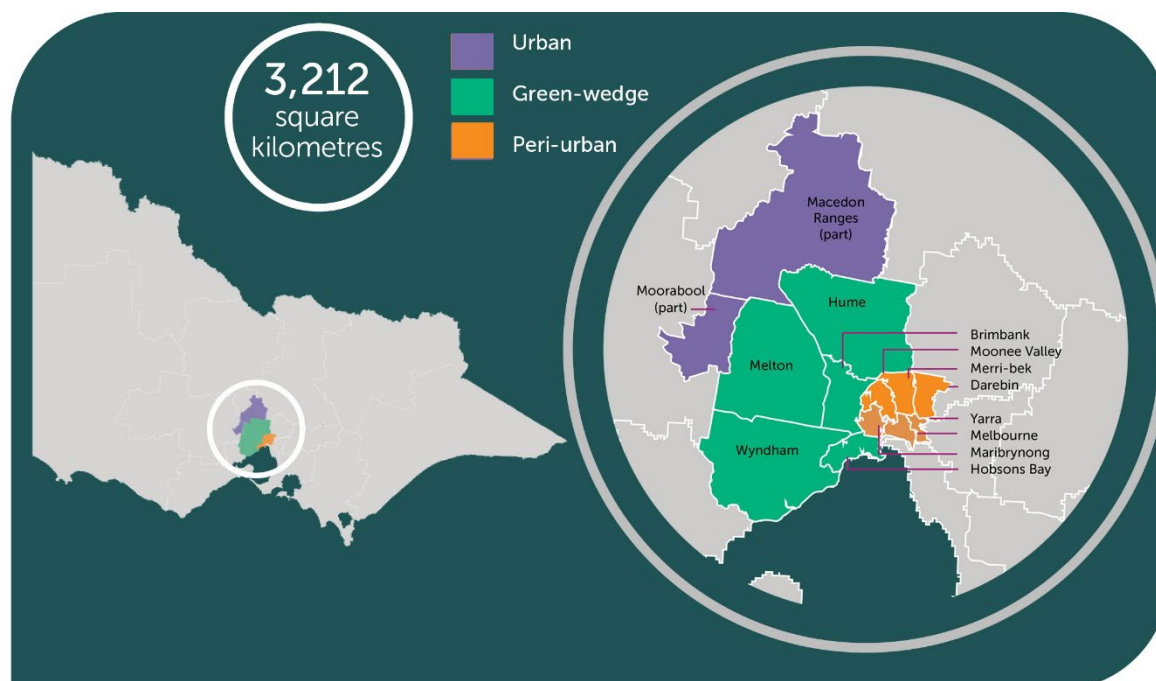 3,212
square
kilometres
Urban
Green-wedge
Peri-urban
Macedon
Ranges
(part)
Moorabool
(part)
Hume
Melton
Wyndham
Brimbank
Moonee Valley
Merri-bek
Darebin
Yarra
Melbourne
Maribrynong
Hobsons Bay